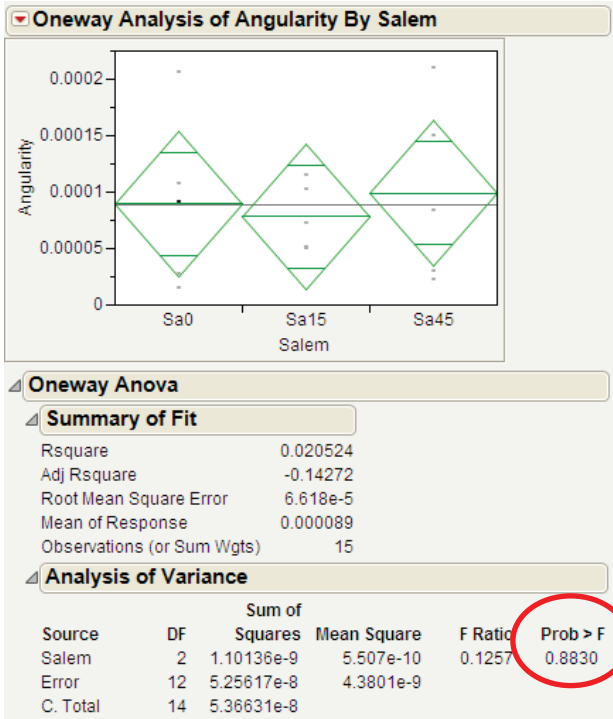 Oneway Analysis of Angularity By Salem
0.0002
0.00015
0.0001
0.00005
0
Angularity
Sa0 Sa15 Sa45
Salem
Oneway Anova
Summary of Fit
Rsquare 0.020524
Adj Rsquare -0.14272
Root Mean Square Error 6.618e-5
Mean of Response 0.000089
Observations (or Sum Wgts) 15
Analysis of Variance
Sum of
Source DF Squares Mean Square F Ratio Prob > F
Salem 2 1.10136e-9 5.507e-10 0.1257 0.8830
Error 12 5.25617e-8 4.3801e-9
C. Total 14 5.36631e-8